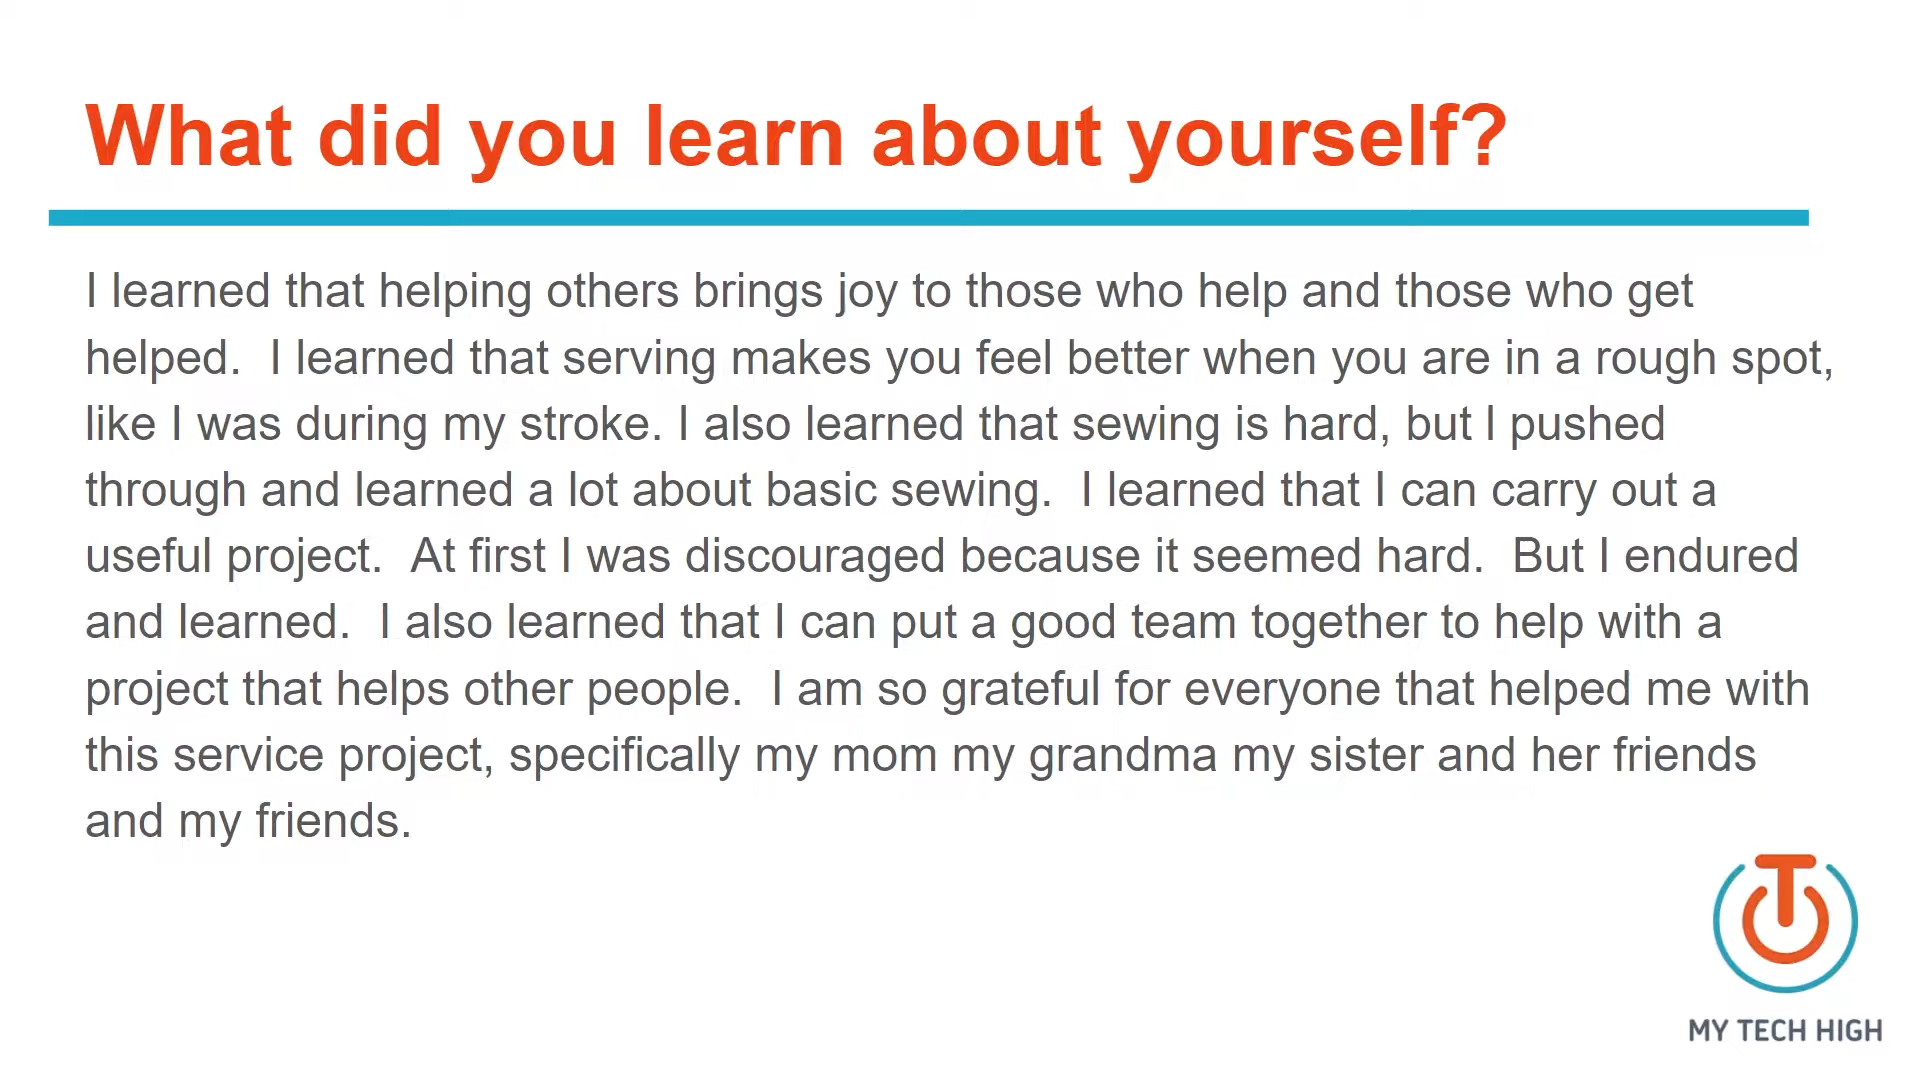 What did you learn about yourself?
I learned that helping others brings joy to those who help and those who get
helped.  I learned that serving makes you feel better when you are in a rough spot,
like I was during my stroke. I also learned that sewing is hard, but I pushed
through and learned a lot about basic sewing.  I learned that I can carry out a
useful project.  At first I was discouraged because it seemed hard.  But I endured
and learned.  I also learned that I can put a good team together to help with a
project that helps other people.  I am so grateful for everyone that helped me with
this service project, specifically my mom my grandma my sister and her friends
and my friends.
MY TECH HIGH